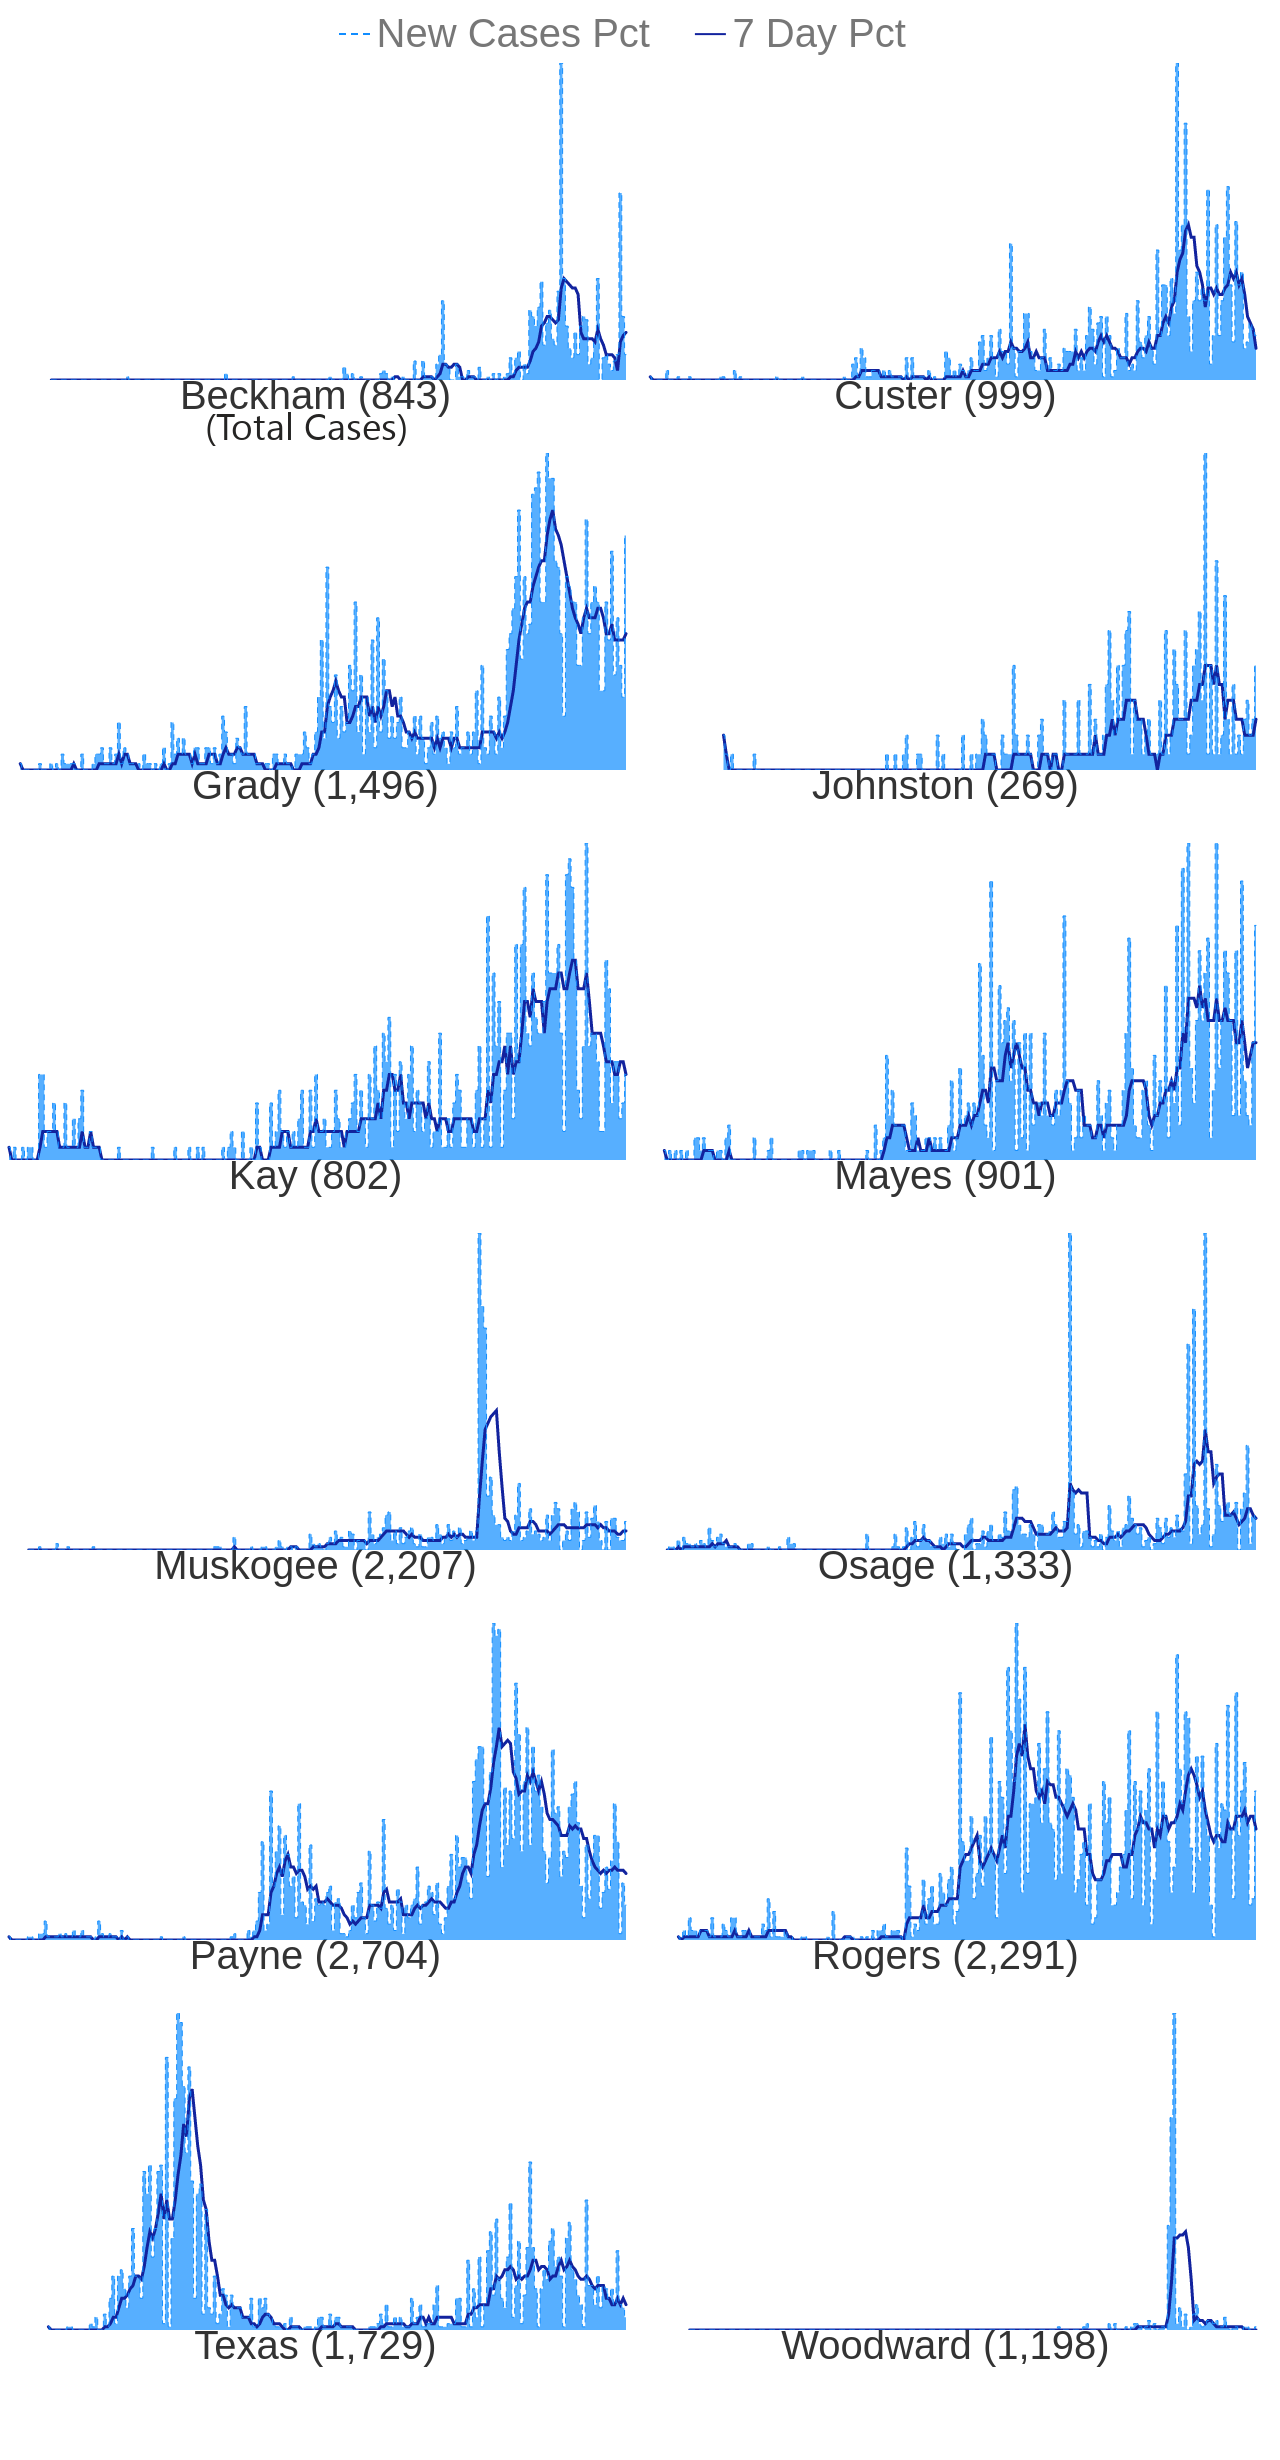 New Cases Pct 7 Day Pct
Beckham (843) Custer (999)
(Total Cases)
Grady (1,496) Johnston (269)
Kay (802) Mayes (901)
Muskogee (2,207) Osage (1,333)
Payne (2,704) Rogers (2,291)
Texas (1,729) Woodward (1,198)